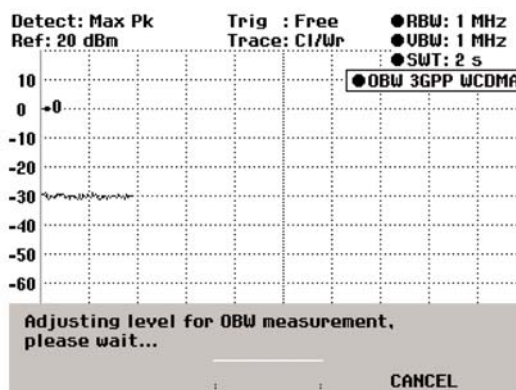 Detect: Max Pk Trig : Free ●RBW: 1 MHz
Ref: 20 dBm Trace: Cl/Wr ●VBW: 1 MHz
●SWT: 2 s
●OBW 3GPP WCDMA
10
0 0
-10
-20
-30
-40
-50
-60
Adjusting level for OBW measurement,
please wait...
CANCEL